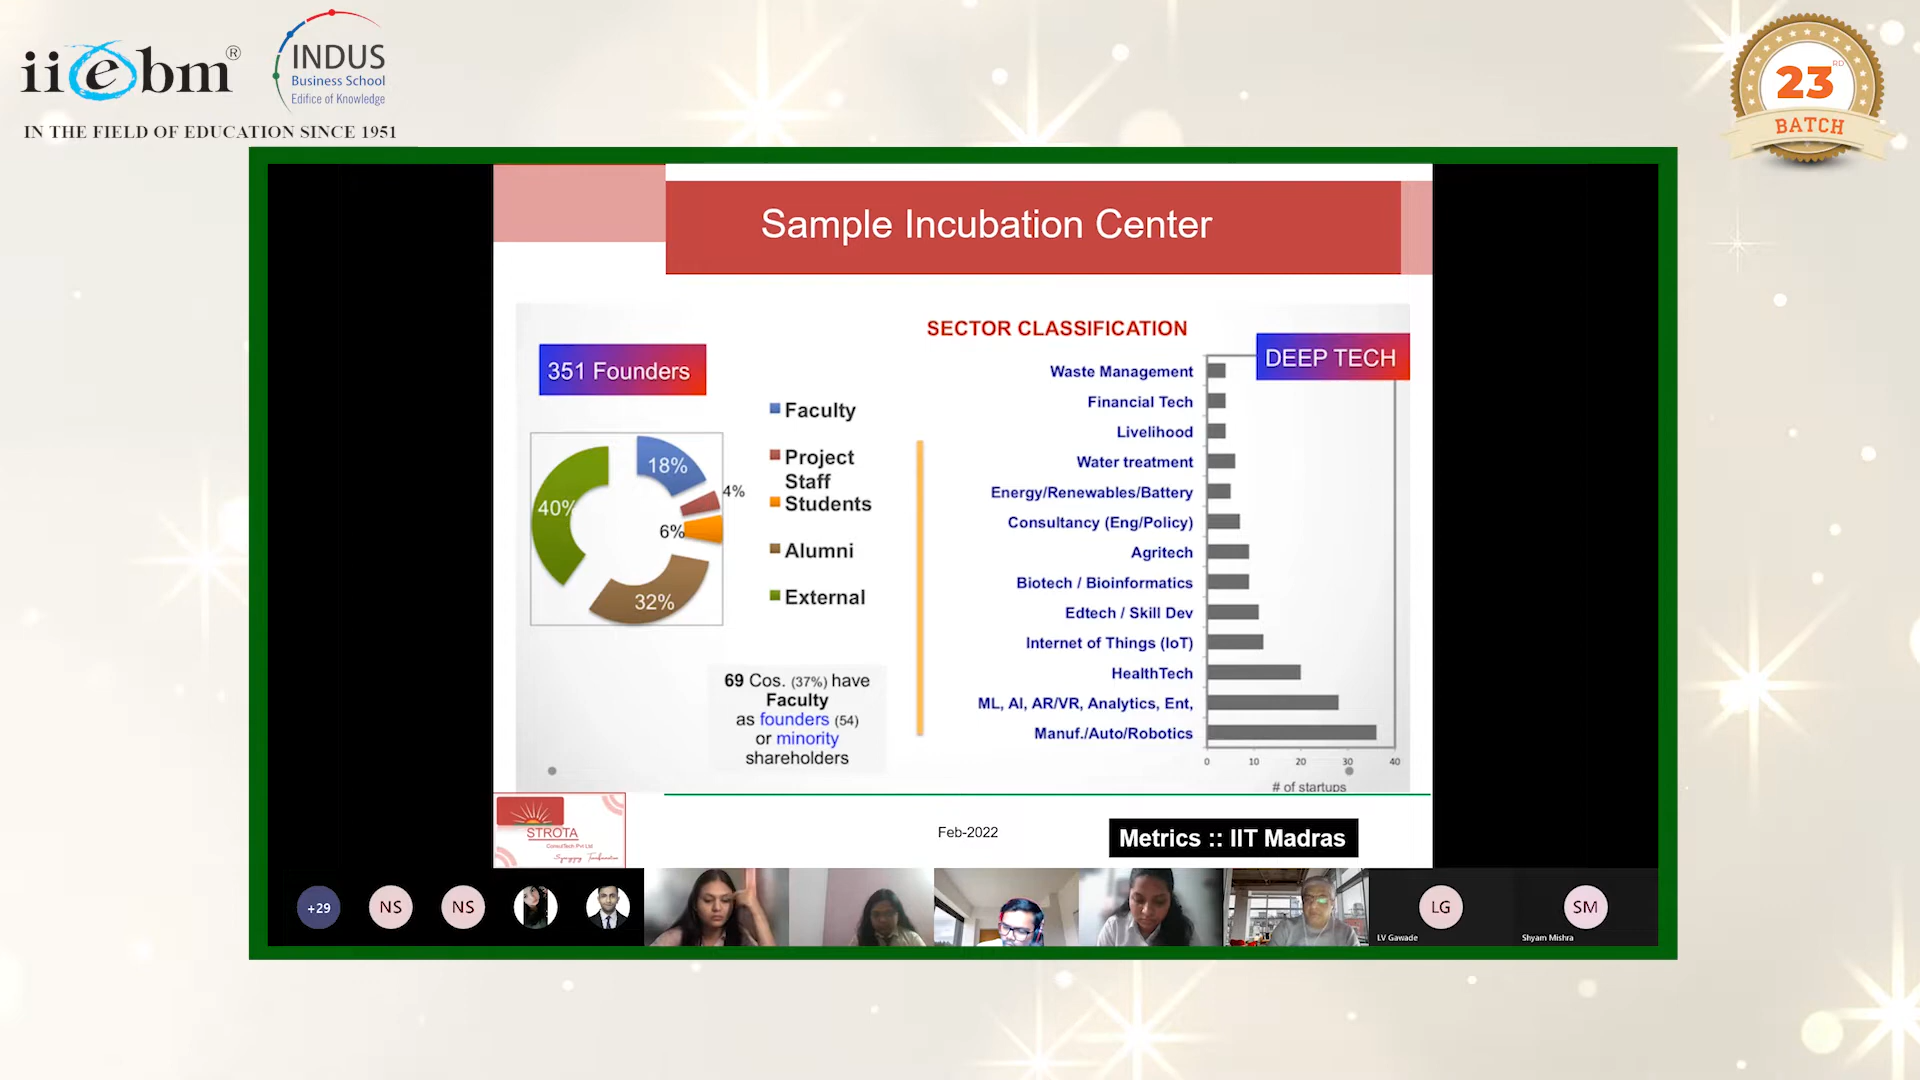 iiebm®
INDUS
Business School
Edifice of Knowledge
IN THE FIELD OF EDUCATION SINCE 1951
23RD
BATCH
Sample Incubation Center
351 Founders
18%
4%
6%
32%
40%
Faculty
Project
Staff
Students
Alumni
External
69 Cos. (37%) have
Faculty
as founders (54)
or minority
shareholders
SECTOR CLASSIFICATION
DEEP TECH
Waste Management
Financial Tech
Livelihood
Water treatment
Energy/Renewables/Battery
Consultancy (Eng/Policy)
Agritech
Biotech / Bioinformatics
Edtech / Skill Dev
Internet of Things (IoT)
HealthTech
ML, AI, AR/VR, Analytics, Ent,
Manuf./Auto/Robotics
0 10 20 30 40
# of startups
STROTA
ConsulTech Pvt Ltd
Feb-2022
Metrics :: IIT Madras
+29
NS
NS
LG
LV Gawade
SM
Shyam Mishra